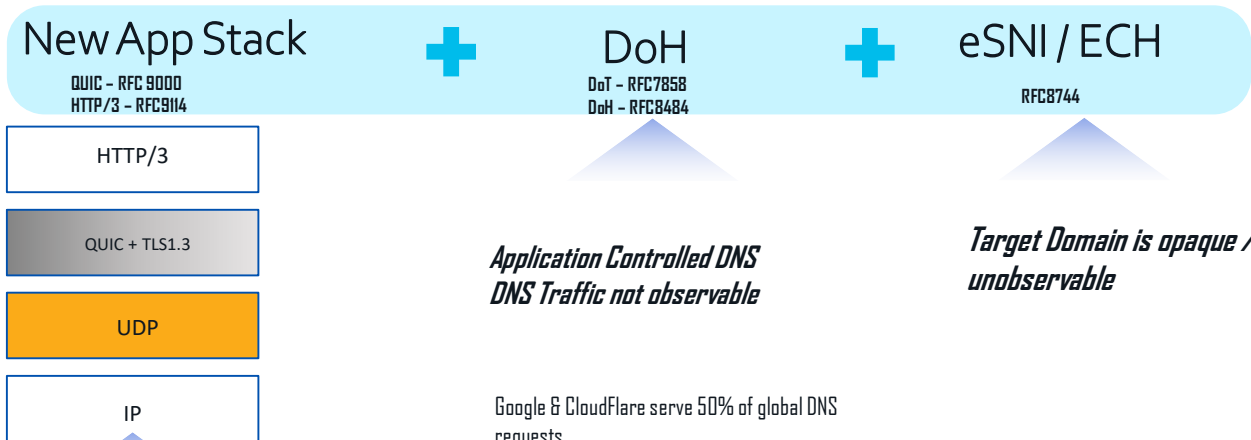 New App Stack
QUIC – RFC 9000
HTTP/3 – RFC9114
DoH
DoT – RFC7858
DoH – RFC8484
eSNI / ECH
RFC8744
HTTP/3
QUIC + TLS1.3
UDP
IP
Application Controlled DNS
DNS Traffic not observable
Google & CloudFlare serve 50% of global DNS
requests
Target Domain is opaque /
unobservable